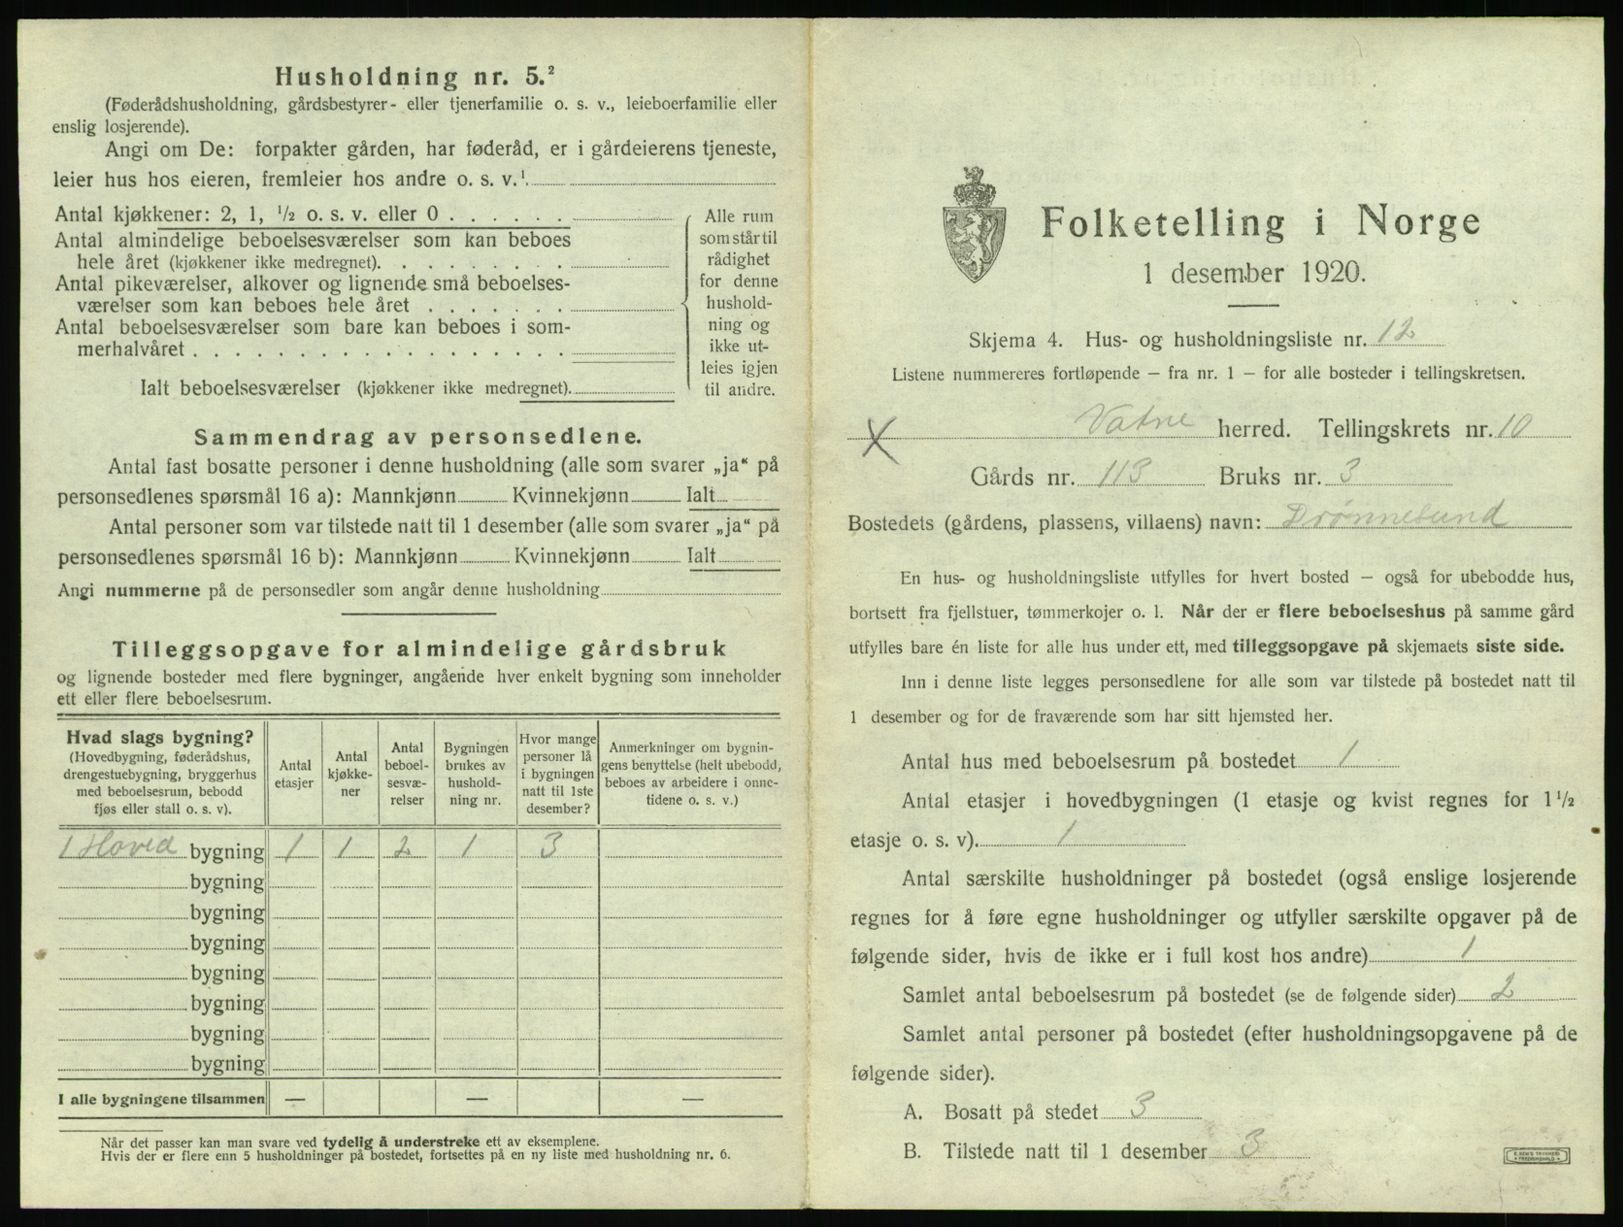 Husholdning nr. 5.²
(Føderådshusholdning, gårdsbestyrer- eller tjenerfamilie o. s. v., leieboerfamilie eller
enslig losjerende).
Angi om De: forpakter gården, har føderåd, er i gårdeierens tjeneste,
leier hus hos eieren, fremleier hos andre o. s. v.¹
Antal kjøkkener: 2, 1, ¹/₂ o. s. v. eller 0 . . . . . .
Antal almindelige beboelsesværelser som kan beboes
hele året (kjøkkener ikke medregnet). . . . . . . . .
Antal pikeværelser, alkover og lignende små beboelses-
værelser som kan beboes hele året . . . . . . .
Antal beboelsesværelser som bare kan beboes i som-
merhalvåret . . . . . . . . . . . . . . . . . .
Ialt beboelsesværelser (kjøkkener ikke medregnet).
Alle rum
som står til
rådighet
for denne
hushold-
ning og
ikke ut-
leies igjen
til andre.
Sammendrag av personsedlene.
Antal fast bosatte personer i denne husholdning (alle som svarer „ja“ på
personsedlenes spørsmål 16 a): Mannkjønn Kvinnekjønn Ialt
Antal personer som var tilstede natt til 1 desember (alle som svarer „ja“ på
personsedlenes spørsmål 16 b): Mannkjønn Kvinnekjønn Ialt
Angi nummerne på de personsedler som angår denne husholdning
Tilleggsopgave for almindelige gårdsbruk
og lignende bosteder med flere bygninger, angående hver enkelt bygning som inneholder
ett eller flere beboelsesrum.
Hvad slags bygning?
(Hovedbygning, føderådshus,
drengestuebygning, bryggerhus
med beboelsesrum, bebodd
fjøs eller stall o. s. v).
Antal
etasjer
Antal
kjøkke-
ner
Antal
beboel-
sesvæ-
relser
Bygningen
brukes av
hushold-
ning nr.
Hvor mange
personer lå
i bygningen
natt til 1ste
desember?
Anmerkninger om bygnin-
gens benyttelse (helt ubebodd,
beboes av arbeidere i onne-
tidene o. s. v.)
1 Hoved bygning 1 1 2 1 3
bygning
bygning
bygning
bygning
bygning
bygning
bygning
I alle bygningene tilsammen — — —
Når det passer kan man svare ved tydelig å understreke ett av eksemplene.
Hvis der er flere enn 5 husholdninger på bostedet, fortsettes på en ny liste med husholdning nr. 6.
Folketelling i Norge
1 desember 1920.
Skjema 4. Hus- og husholdningsliste nr. 12
Listene nummereres fortløpende — fra nr. 1 — for alle bosteder i tellingskretsen.
X Vatne herred. Tellingskrets nr. 10
Gårds nr. 113 Bruks nr. 3
Bostedets (gårdens, plassens, villaens) navn: Drønnesund
En hus- og husholdningsliste utfylles for hvert bosted — også for ubebodde hus,
bortsett fra fjellstuer, tømmerkojer o. l. Når der er flere beboelseshus på samme gård
utfylles bare én liste for alle hus under ett, med tilleggsopgave på skjemaets siste side.
Inn i denne liste legges personsedlene for alle som var tilstede på bostedet natt til
1 desember og for de fraværende som har sitt hjemsted her.
Antal hus med beboelsesrum på bostedet 1
Antal etasjer i hovedbygningen (1 etasje og kvist regnes for 1¹/₂
etasje o. s. v). 1
Antal særskilte husholdninger på bostedet (også enslige losjerende
regnes for å føre egne husholdninger og utfyller særskilte opgaver på de
følgende sider, hvis de ikke er i full kost hos andre) 1
Samlet antal beboelsesrum på bostedet (se de følgende sider) 2
Samlet antal personer på bostedet (efter husholdningsopgavene på de
følgende sider).
A. Bosatt på stedet 3
B. Tilstede natt til 1 desember 3